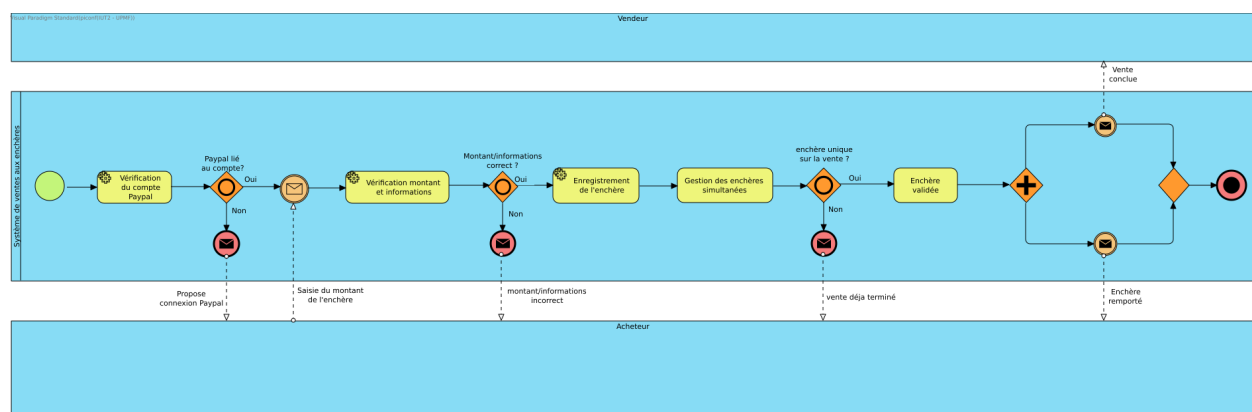 Visual Paradigm Standard(pconti(IUT2 - UPMF))
Vendeur
Vente
conclue
Système de ventes aux enchères
Vérification
du compte
Paypal
Paypal lié
au compte?
Oui
Non
Vérification montant
et informations
Montant/informations
correct ?
Oui
Non
Enregistrement
de l'enchère
Gestion des enchères
simultanées
enchère unique
sur la vente ?
Oui
Non
Enchère
validée
Propose
connexion Paypal
Saisie du montant
de l'enchère
montant/informations
incorrect
vente déja terminé
Enchère
remporté
Acheteur